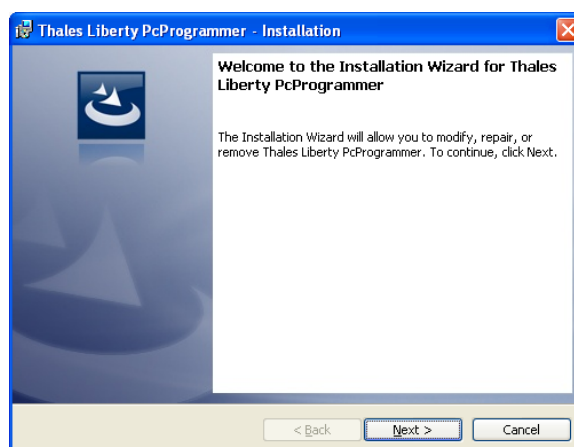 Thales Liberty PcProgrammer - Installation
Welcome to the Installation Wizard for Thales
Liberty PcProgrammer
The Installation Wizard will allow you to modify, repair, or
remove Thales Liberty PcProgrammer. To continue, click Next.
< Back
Next >
Cancel